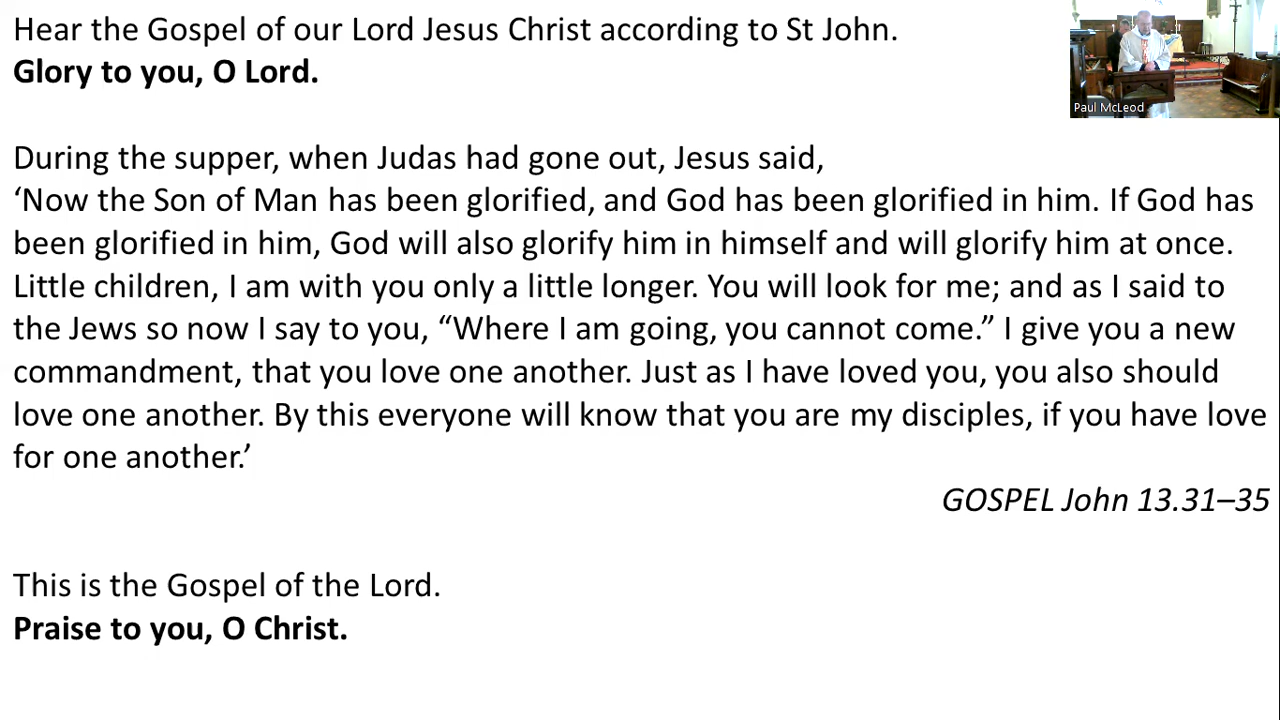 Hear the Gospel of our Lord Jesus Christ according to St John.
Glory to you, O Lord.
Paul McLeod
During the supper, when Judas had gone out, Jesus said,
‘Now the Son of Man has been glorified, and God has been glorified in him. If God has
been glorified in him, God will also glorify him in himself and will glorify him at once.
Little children, I am with you only a little longer. You will look for me; and as I said to
the Jews so now I say to you, “Where I am going, you cannot come.” I give you a new
commandment, that you love one another. Just as I have loved you, you also should
love one another. By this everyone will know that you are my disciples, if you have love
for one another.’
GOSPEL John 13.31–35
This is the Gospel of the Lord.
Praise to you, O Christ.